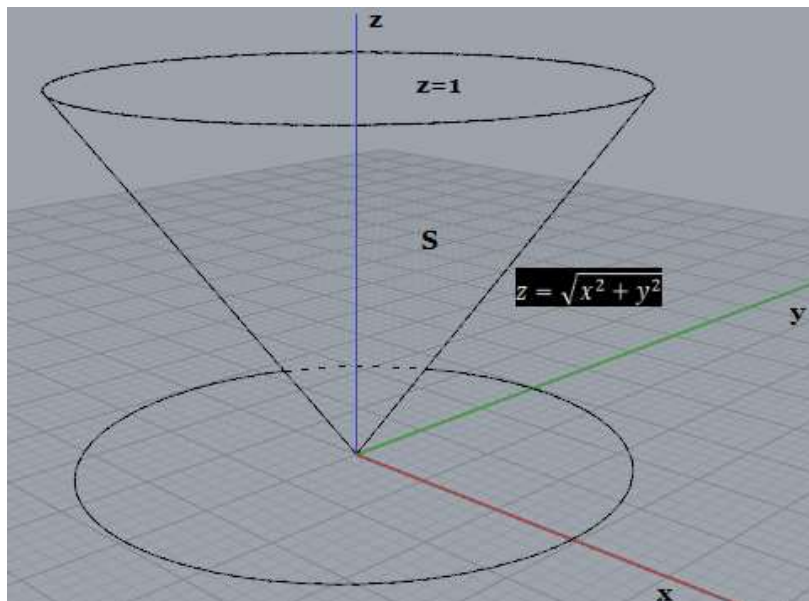 z
z=1
S
z = √(x² + y²)
y
x